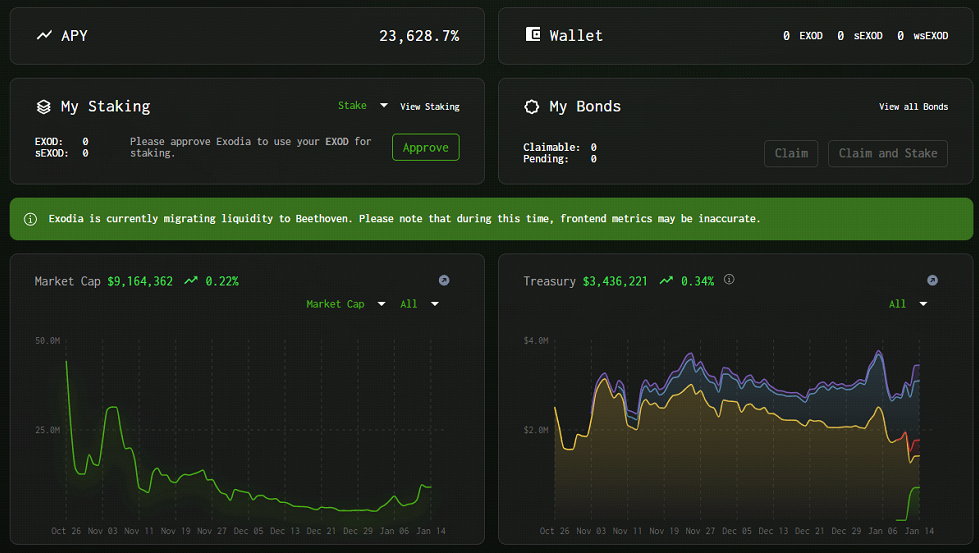 APY 23,628.7%
Wallet 0 EXOD 0 sEXOD 0 wsEXOD
My Staking Stake View Staking
EXOD: 0
sEXOD: 0
Please approve Exodia to use your EXOD for
staking.
Approve
My Bonds View all Bonds
Claimable: 0
Pending: 0
Claim Claim and Stake
Exodia is currently migrating liquidity to Beethoven. Please note that during this time, frontend metrics may be inaccurate.
Market Cap $9,164,362 0.22%
Market Cap All
50.0M
25.0M
Oct 26 Nov 03 Nov 11 Nov 19 Nov 27 Dec 05 Dec 13 Dec 21 Dec 29 Jan 06 Jan 14
Treasury $3,436,221 0.34%
All
$4.0M
$2.0M
Oct 26 Nov 03 Nov 11 Nov 19 Nov 27 Dec 05 Dec 13 Dec 21 Dec 29 Jan 06 Jan 14